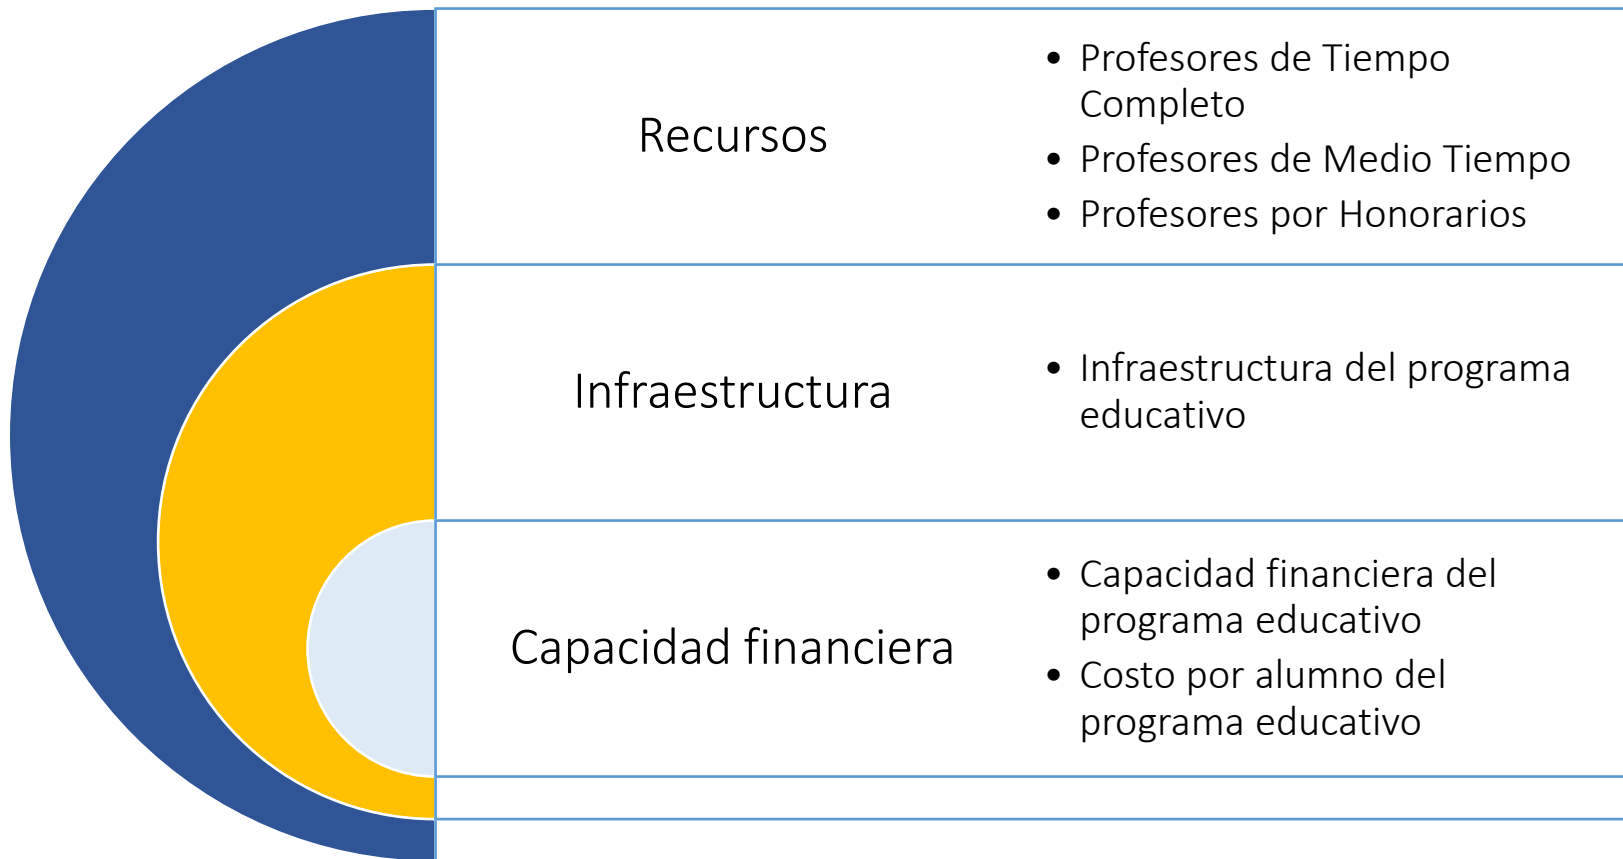 Recursos
• Profesores de Tiempo
Completo
• Profesores de Medio Tiempo
• Profesores por Honorarios
Infraestructura
• Infraestructura del programa
educativo
Capacidad financiera
• Capacidad financiera del
programa educativo
• Costo por alumno del
programa educativo